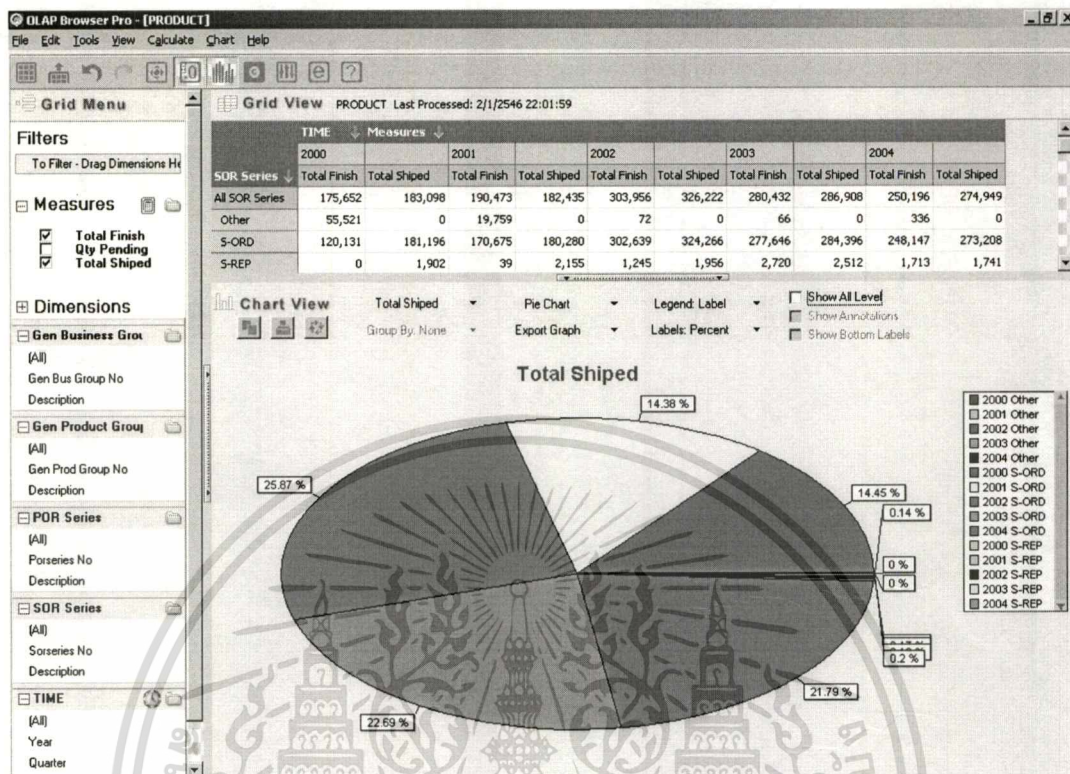 OLAP Browser Pro - [PRODUCT]
File Edit Tools View Calculate Chart Help
Grid Menu
Filters
To Filter - Drag Dimensions He
Measures
Total Finish
Qty Pending
Total Shiped
Dimensions
Gen Business Grou
(All)
Gen Bus Group No
Description
Gen Product Group
(All)
Gen Prod Group No
Description
POR Series
(All)
Porseries No
Description
SOR Series
(All)
Sorseries No
Description
TIME
(All)
Year
Quarter
Grid View PRODUCT Last Processed: 2/1/2546 22:01:59
TIME Measures
2000 2001 2002 2003 2004
SOR Series Total Finish Total Shiped Total Finish Total Shiped Total Finish Total Shiped Total Finish Total Shiped Total Finish Total Shiped
All SOR Series 175,652 183,098 190,473 182,435 303,956 326,222 280,432 286,908 250,196 274,949
Other 55,521 0 19,759 0 72 0 66 0 336 0
S-ORD 120,131 181,196 170,675 180,280 302,639 324,266 277,646 284,396 248,147 273,208
S-REP 0 1,902 39 2,155 1,245 1,956 2,720 2,512 1,713 1,741
Chart View Total Shiped Pie Chart Legend: Label Show All Level
Group By: None Export Graph Labels: Percent Show Annotations
Show Bottom Labels
Total Shiped
14.38 %
25.87 %
14.45 %
0.14 %
0 %
0 %
0.2 %
21.79 %
22.69 %
2000 Other
2001 Other
2002 Other
2003 Other
2004 Other
2000 S-ORD
2001 S-ORD
2002 S-ORD
2003 S-ORD
2004 S-ORD
2000 S-REP
2001 S-REP
2002 S-REP
2003 S-REP
2004 S-REP